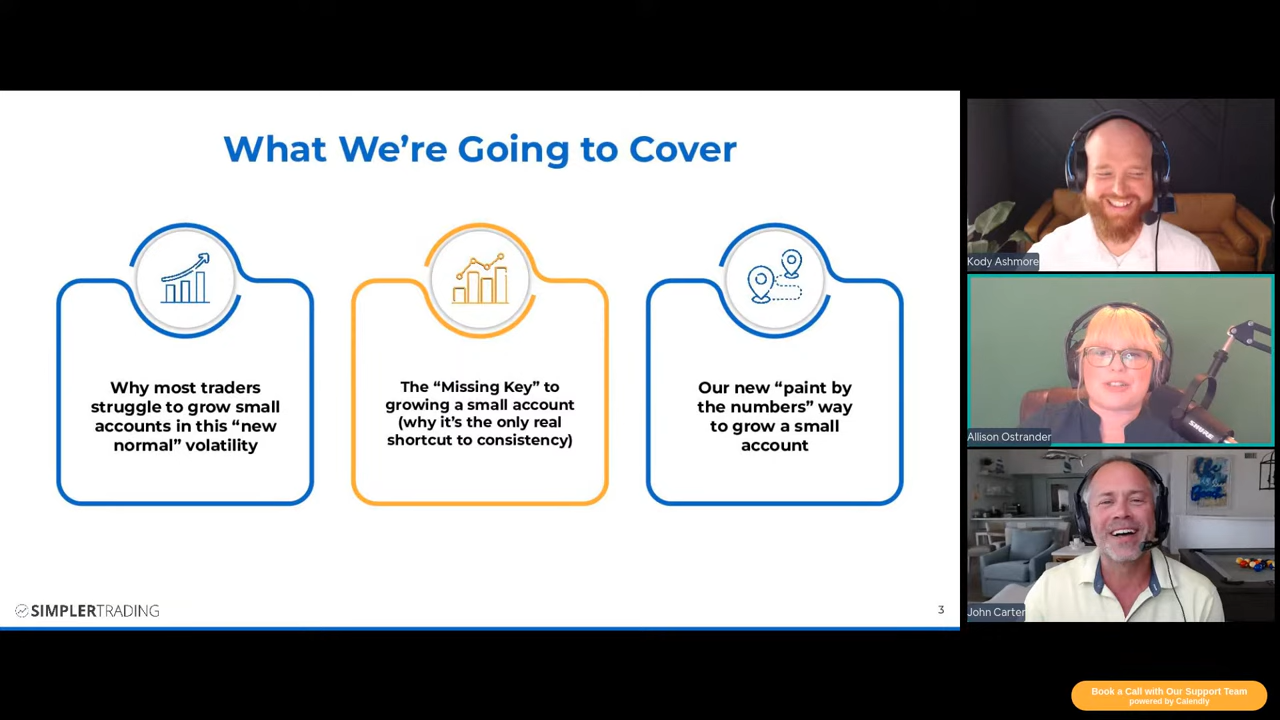 What We’re Going to Cover
Why most traders
struggle to grow small
accounts in this “new
normal” volatility
The “Missing Key” to
growing a small account
(why it’s the only real
shortcut to consistency)
Our new “paint by
the numbers” way
to grow a small
account
SIMPLERTRADING
3
Kody Ashmore
Allison Ostrander
SHURE
John Carter
Book a Call with Our Support Team
powered by Calendly